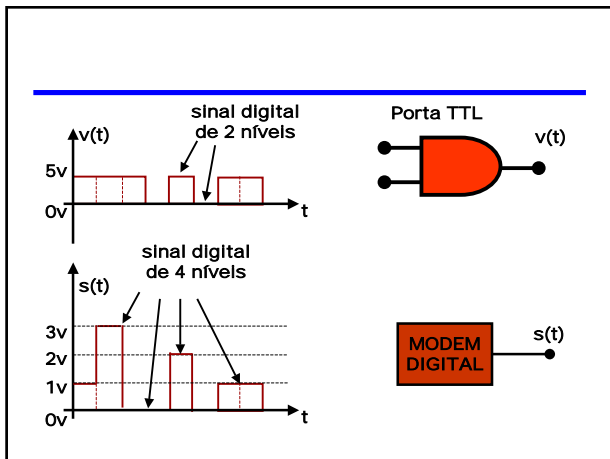 sinal digital
de 2 níveis
v(t)
5v
0v
t
Porta TTL
v(t)
sinal digital
de 4 níveis
s(t)
3v
2v
1v
0v
t
MODEM
DIGITAL
s(t)